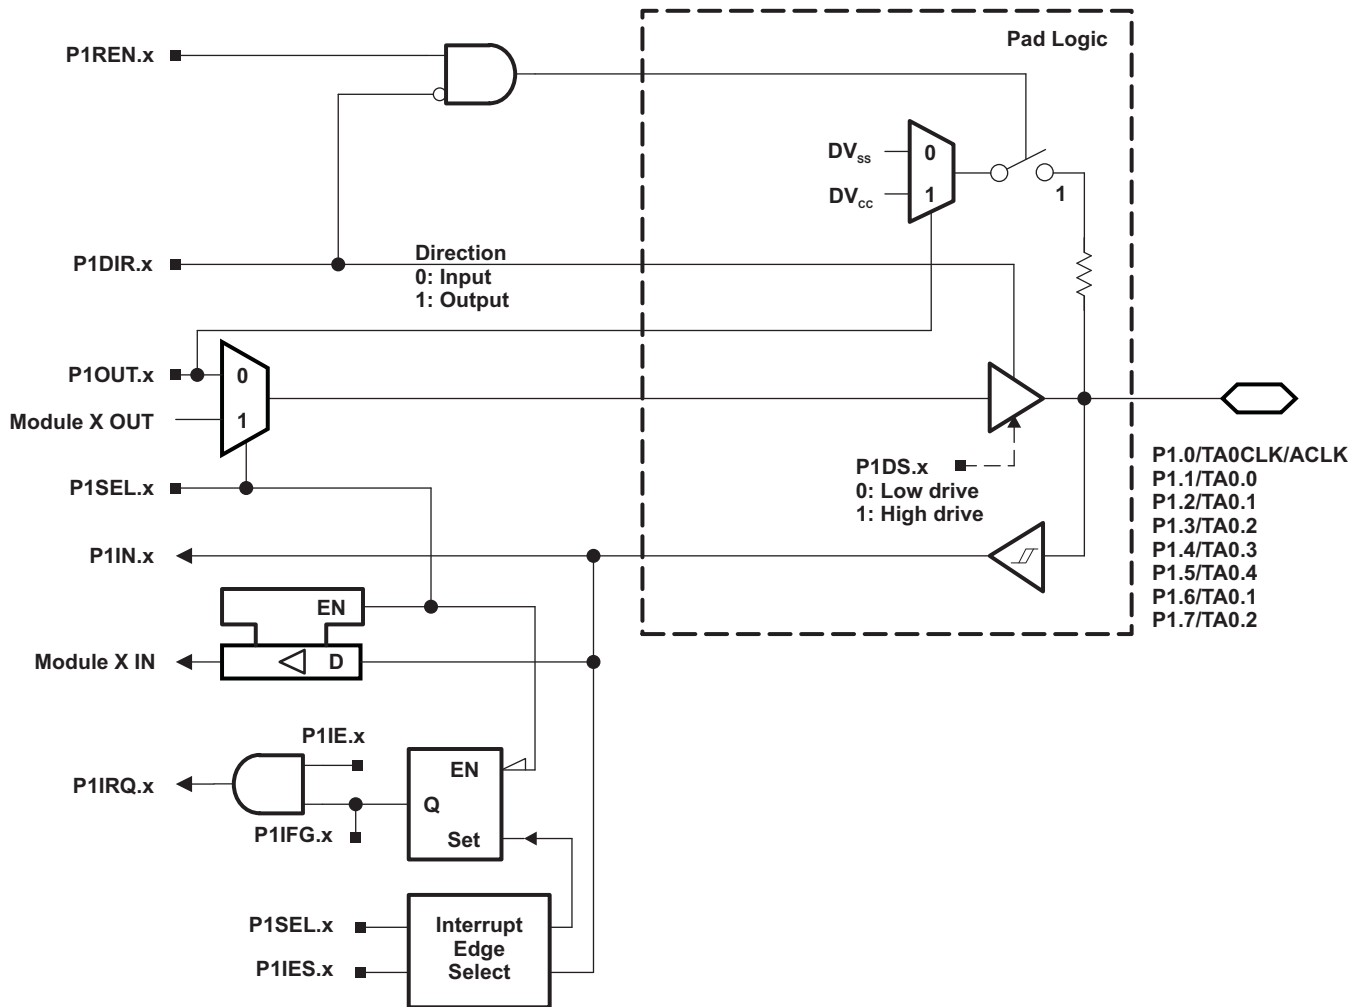 Pad Logic
P1REN.x
DVSS
0
DVCC
1
1
P1DIR.x
Direction
0: Input
1: Output
P1OUT.x
0
Module X OUT
1
P1DS.x
0: Low drive
1: High drive
P1SEL.x
P1.0/TA0CLK/ACLK
P1.1/TA0.0
P1.2/TA0.1
P1.3/TA0.2
P1.4/TA0.3
P1.5/TA0.4
P1.6/TA0.1
P1.7/TA0.2
P1IN.x
EN
Module X IN
D
P1IE.x
P1IRQ.x
EN
Q
P1IFG.x
Set
P1SEL.x
P1IES.x
Interrupt
Edge
Select